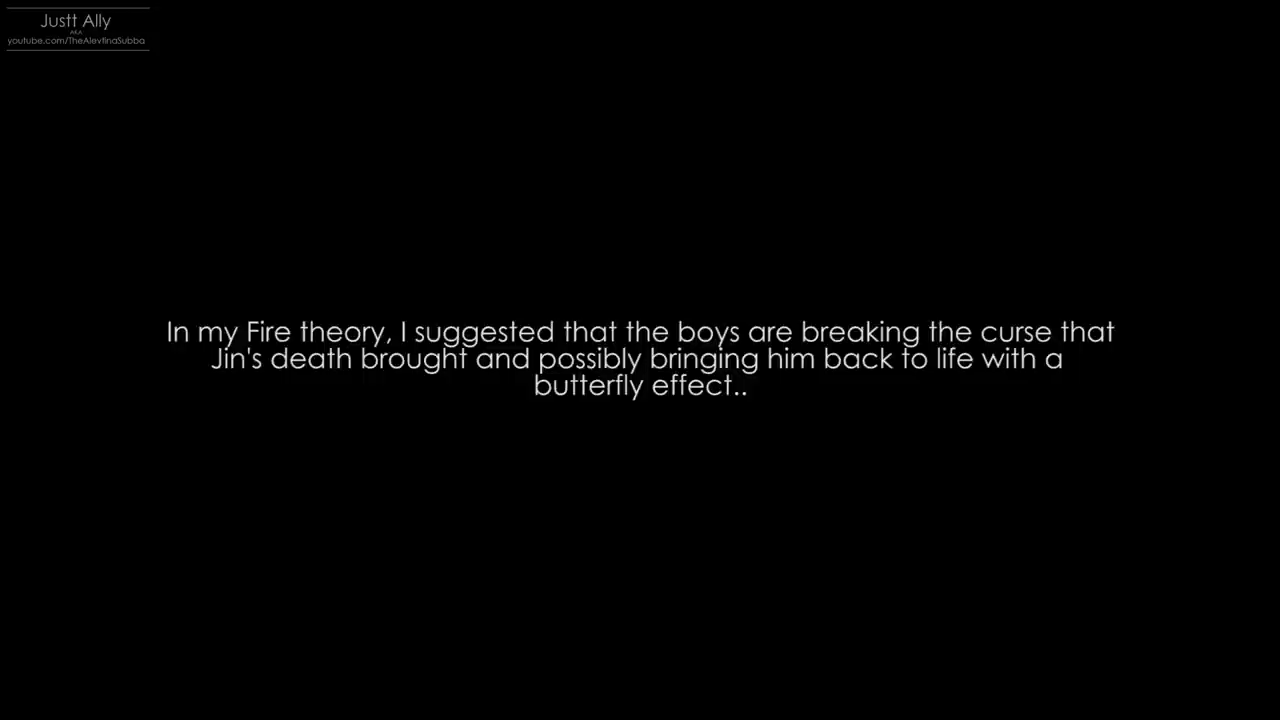 Justt Ally
AKA
youtube.com/TheAlevtinaSubba
In my Fire theory, I suggested that the boys are breaking the curse that
Jin's death brought and possibly bringing him back to life with a
butterfly effect..